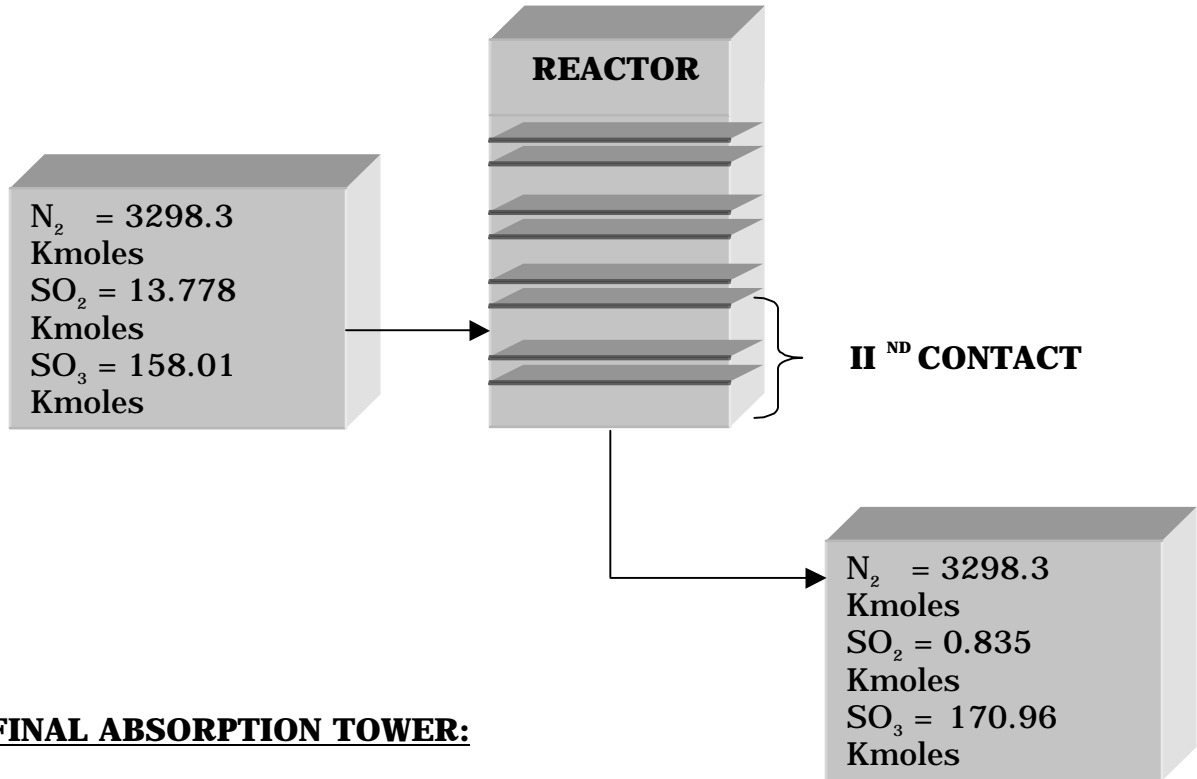 REACTOR
N₂ = 3298.3
Kmoles
SO₂ = 13.778
Kmoles
SO₃ = 158.01
Kmoles
II ND CONTACT
N₂ = 3298.3
Kmoles
SO₂ = 0.835
Kmoles
SO₃ = 170.96
Kmoles
FINAL ABSORPTION TOWER: